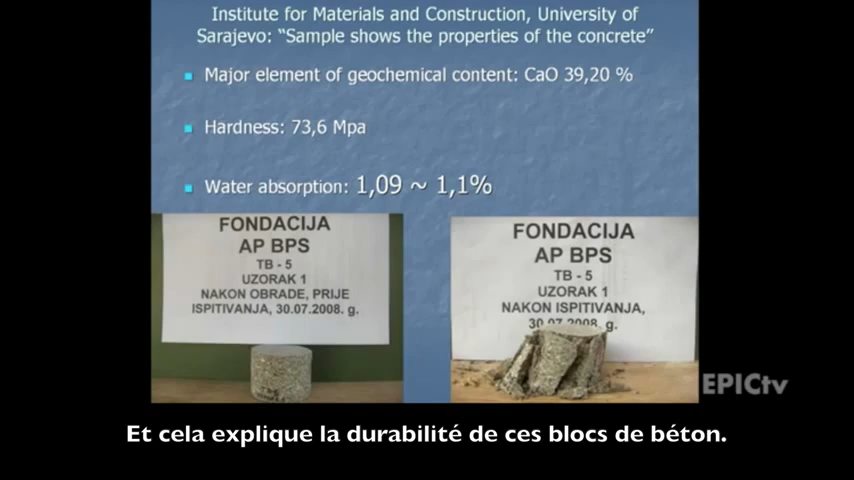 Institute for Materials and Construction, University of
Sarajevo: “Sample shows the properties of the concrete”
Major element of geochemical content: CaO 39,20 %
Hardness: 73,6 Mpa
Water absorption: 1,09 ~ 1,1%
FONDACIJA
AP BPS
TB - 5
UZORAK 1
NAKON OBRADE, PRIJE
ISPITIVANJA, 30.07.2008. g.
FONDACIJA
AP BPS
TB - 5
UZORAK 1
NAKON ISPITIVANJA,
30.07.2008. g.
EPICtv
Et cela explique la durabilité de ces blocs de béton.